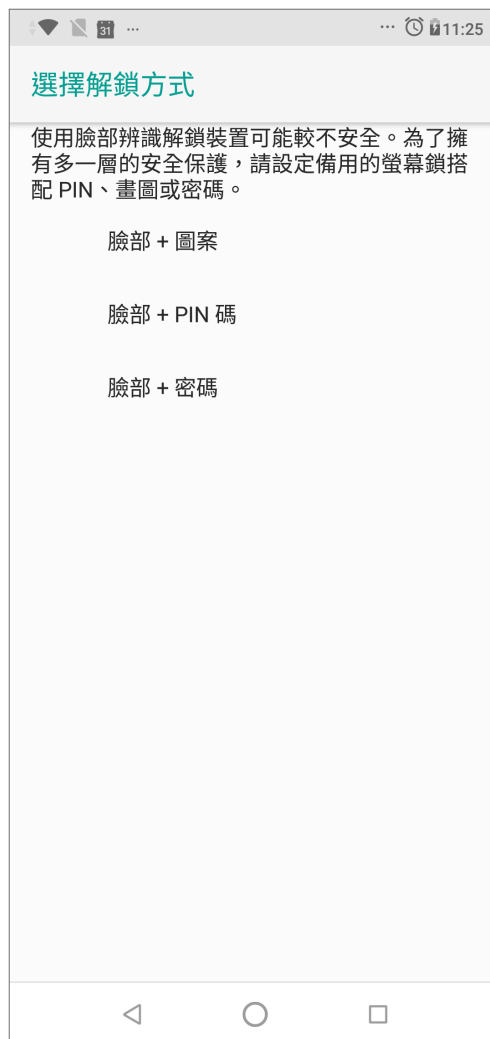 31
11:25
選擇解鎖方式
使用臉部辨識解鎖裝置可能較不安全。為了擁
有多一層的安全保護，請設定備用的螢幕鎖搭
配 PIN、畫圖或密碼。
臉部 + 圖案
臉部 + PIN 碼
臉部 + 密碼